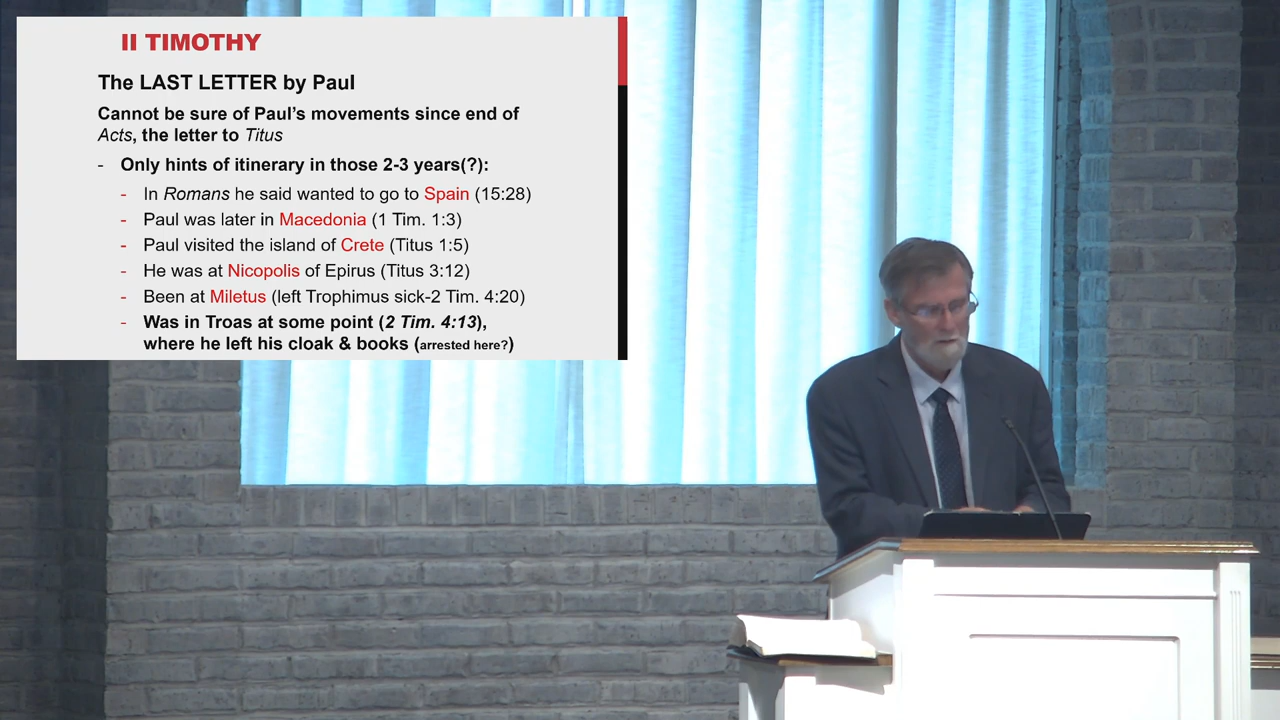 II TIMOTHY
The LAST LETTER by Paul
Cannot be sure of Paul's movements since end of
Acts, the letter to Titus
- Only hints of itinerary in those 2-3 years(?):
- In Romans he said wanted to go to Spain (15:28)
- Paul was later in Macedonia (1 Tim. 1:3)
- Paul visited the island of Crete (Titus 1:5)
- He was at Nicopolis of Epirus (Titus 3:12)
- Been at Miletus (left Trophimus sick-2 Tim. 4:20)
- Was in Troas at some point (2 Tim. 4:13),
where he left his cloak & books (arrested here?)